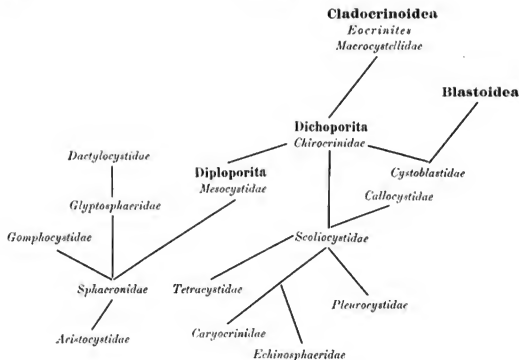 Cladocrinoidea
Eocrinites
Macrocystellidae
Blastoidea
Dichoporita
Chirocrinidae
Dactylocystidae
Diploporita
Mesocystidae
Cystoblastidae
Callocystidae
Glyptosphaeridae
Gomphocystidae
Scoliocystidae
Sphaeronidae
Tetracystidae
Pleurocystidae
Aristocystidae
Caryocrinidae
Echinosphaeridae